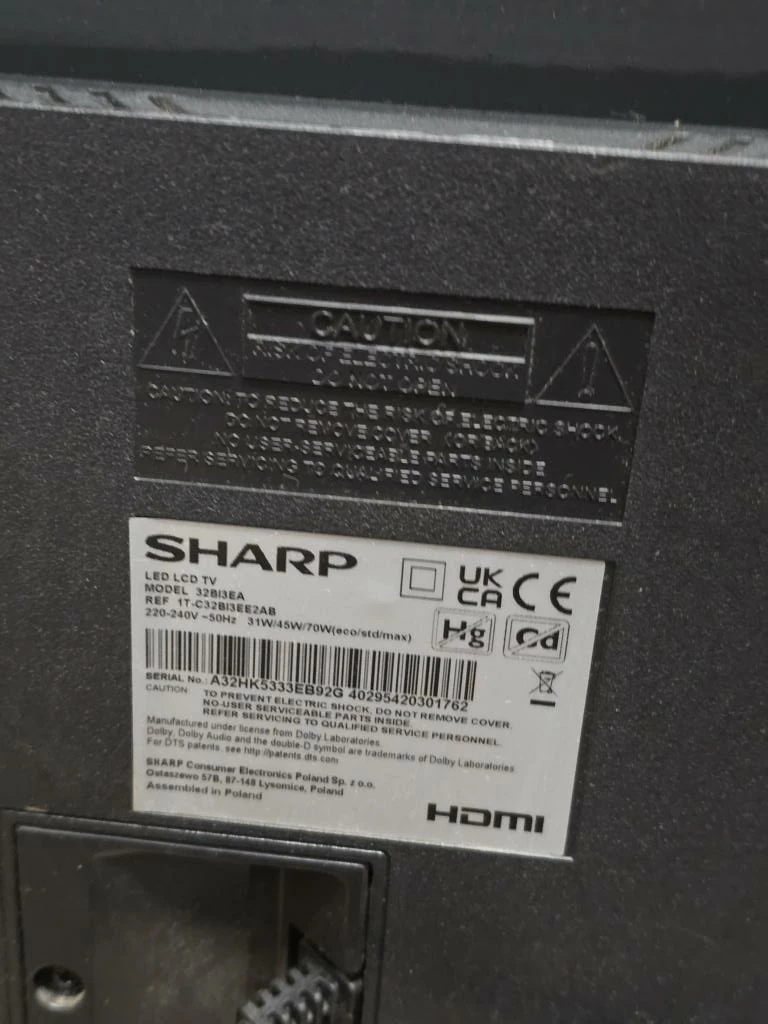 CAUTION
RISK OF ELECTRIC SHOCK
DO NOT OPEN
CAUTION: TO REDUCE THE RISK OF ELECTRIC SHOCK,
DO NOT REMOVE COVER (OR BACK)
NO USER-SERVICEABLE PARTS INSIDE
REFER SERVICING TO QUALIFIED SERVICE PERSONNEL
SHARP
LED LCD TV
MODEL 32BI3EA
REF 1T-C32BI3EE2AB
220-240V ~50Hz 31W/45W/70W(eco/std/max)
UK
CA
CE
Hg
Cd
SERIAL No.: A32HK5333EB92G 40295420301762
CAUTION TO PREVENT ELECTRIC SHOCK, DO NOT REMOVE COVER.
NO-USER SERVICEABLE PARTS INSIDE.
REFER SERVICING TO QUALIFIED SERVICE PERSONNEL.
Manufactured under license from Dolby Laboratories.
Dolby, Dolby Audio and the double-D symbol are trademarks of Dolby Laboratories
For DTS patents, see http://patents.dts.com
SHARP Consumer Electronics Poland Sp. z o.o.
Ostaszewo 57B, 87-148 Lysomice, Poland
Assembled in Poland
HDMI